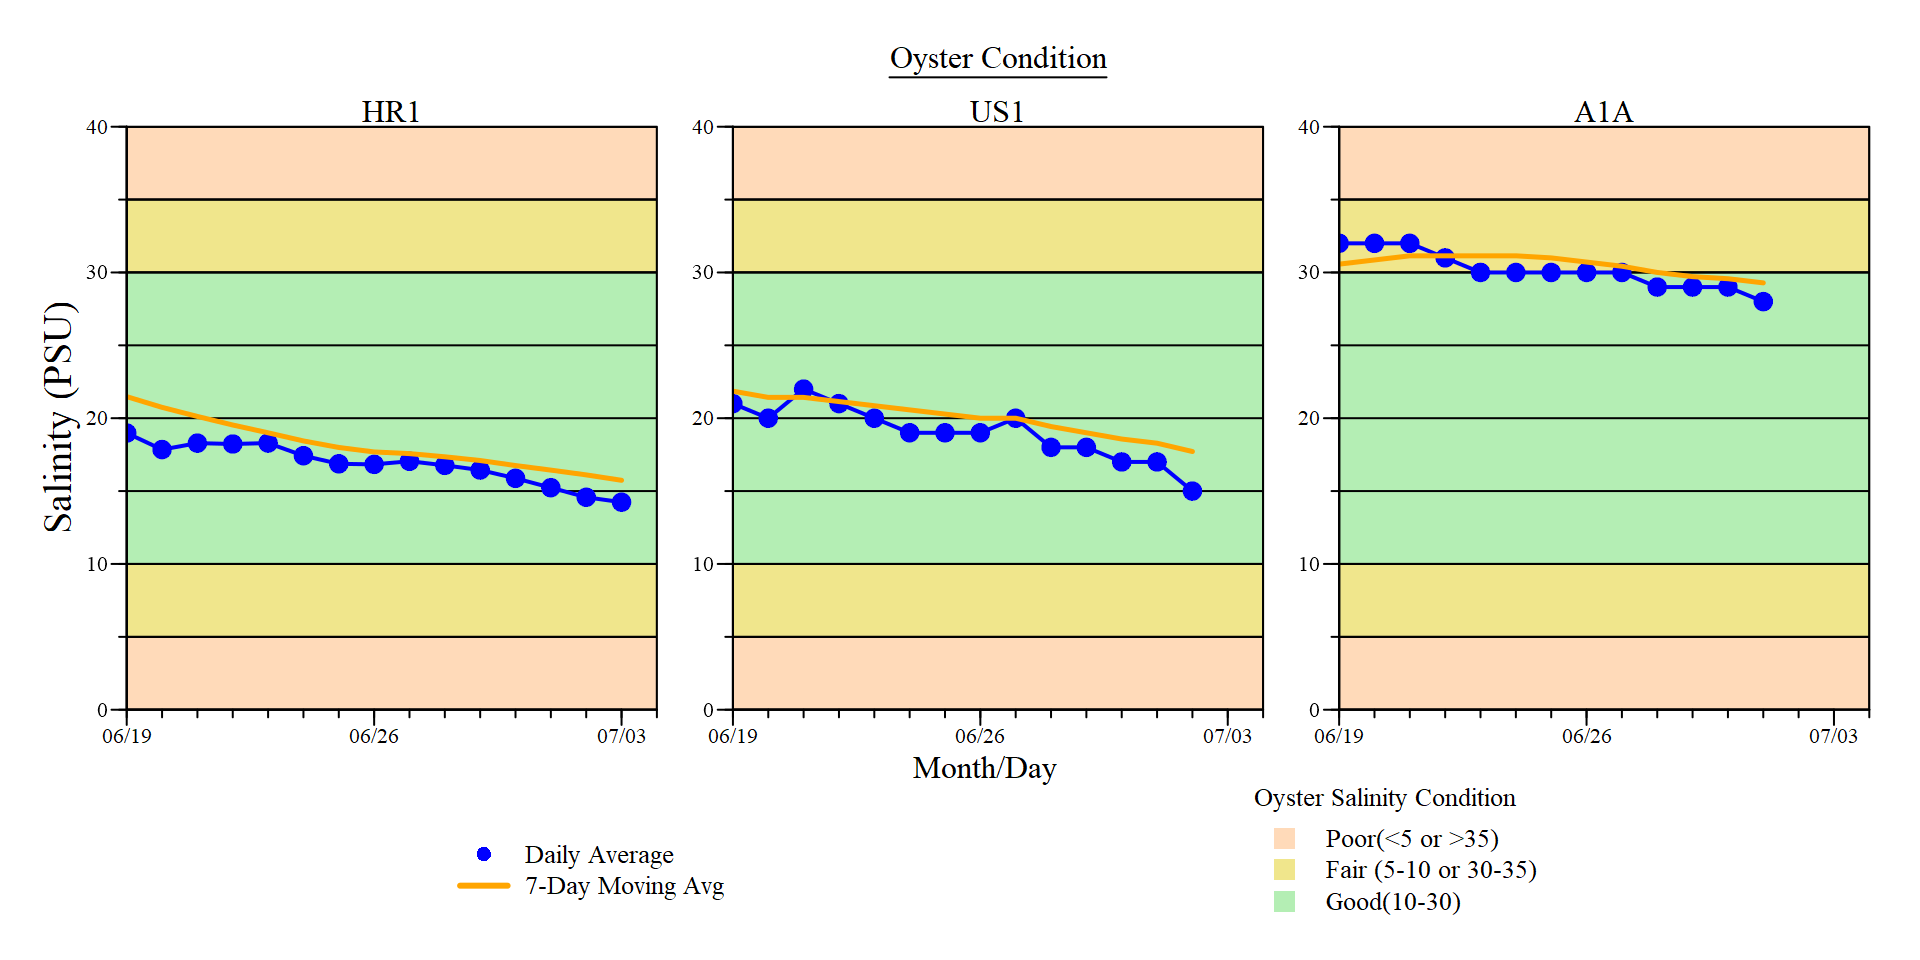 Oyster Condition
HR1
US1
A1A
Salinity (PSU)
40
30
20
10
0
06/19
06/26
07/03
40
30
20
10
0
06/19
06/26
07/03
40
30
20
10
0
06/19
06/26
07/03
Month/Day
Daily Average
7-Day Moving Avg
Oyster Salinity Condition
Poor(<5 or >35)
Fair (5-10 or 30-35)
Good(10-30)